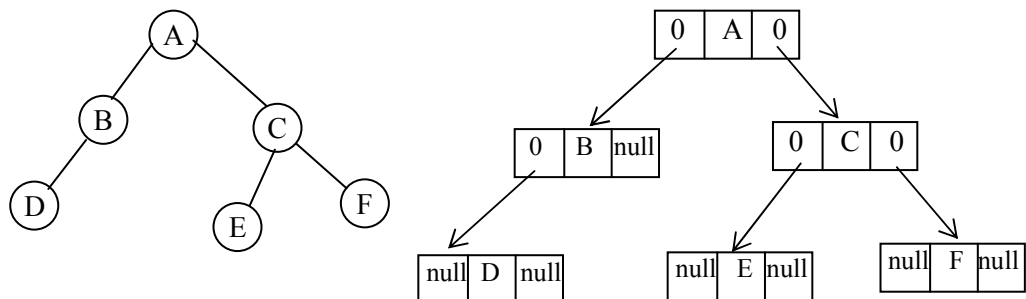 A
B
C
D
E
F
0 A 0
0 B null
0 C 0
null D null
null E null
null F null